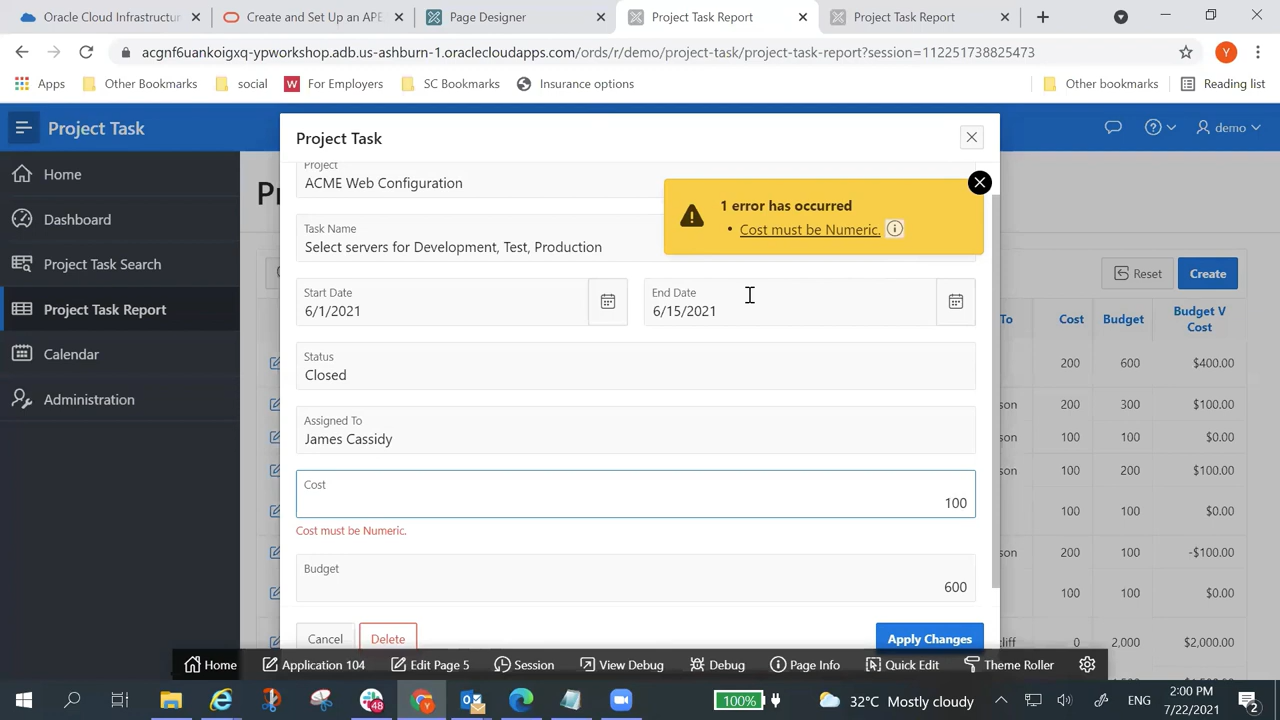 Oracle Cloud Infrastructur
Create and Set Up an APE
Page Designer
Project Task Report
Project Task Report
acgnf6uankoigxq-ypworkshop.adb.us-ashburn-1.oraclecloudapps.com/ords/r/demo/project-task/project-task-report?session=112251738825473
Y
Apps
Other Bookmarks
social
W For Employers
SC Bookmarks
Insurance options
Other bookmarks
Reading list
Project Task
demo
Home
Dashboard
Project Task Search
Project Task Report
Calendar
Administration
Project Task
Project
ACME Web Configuration
1 error has occurred
• Cost must be Numeric.
Task Name
Select servers for Development, Test, Production
Start Date
6/1/2021
End Date
6/15/2021
Status
Closed
Assigned To
James Cassidy
Cost
100
Cost must be Numeric.
Budget
600
Cancel
Delete
Apply Changes
Reset
Create
To Cost Budget Budget V Cost
200 600 $400.00
son 200 300 $100.00
son 100 100 $0.00
son 100 200 $100.00
100 100 $0.00
son 200 100 -$100.00
100 100 $0.00
liff 0 2,000 $2,000.00
Home
Application 104
Edit Page 5
Session
View Debug
Debug
Page Info
Quick Edit
Theme Roller
48
100%
32°C Mostly cloudy
ENG
2:00 PM
7/22/2021
2